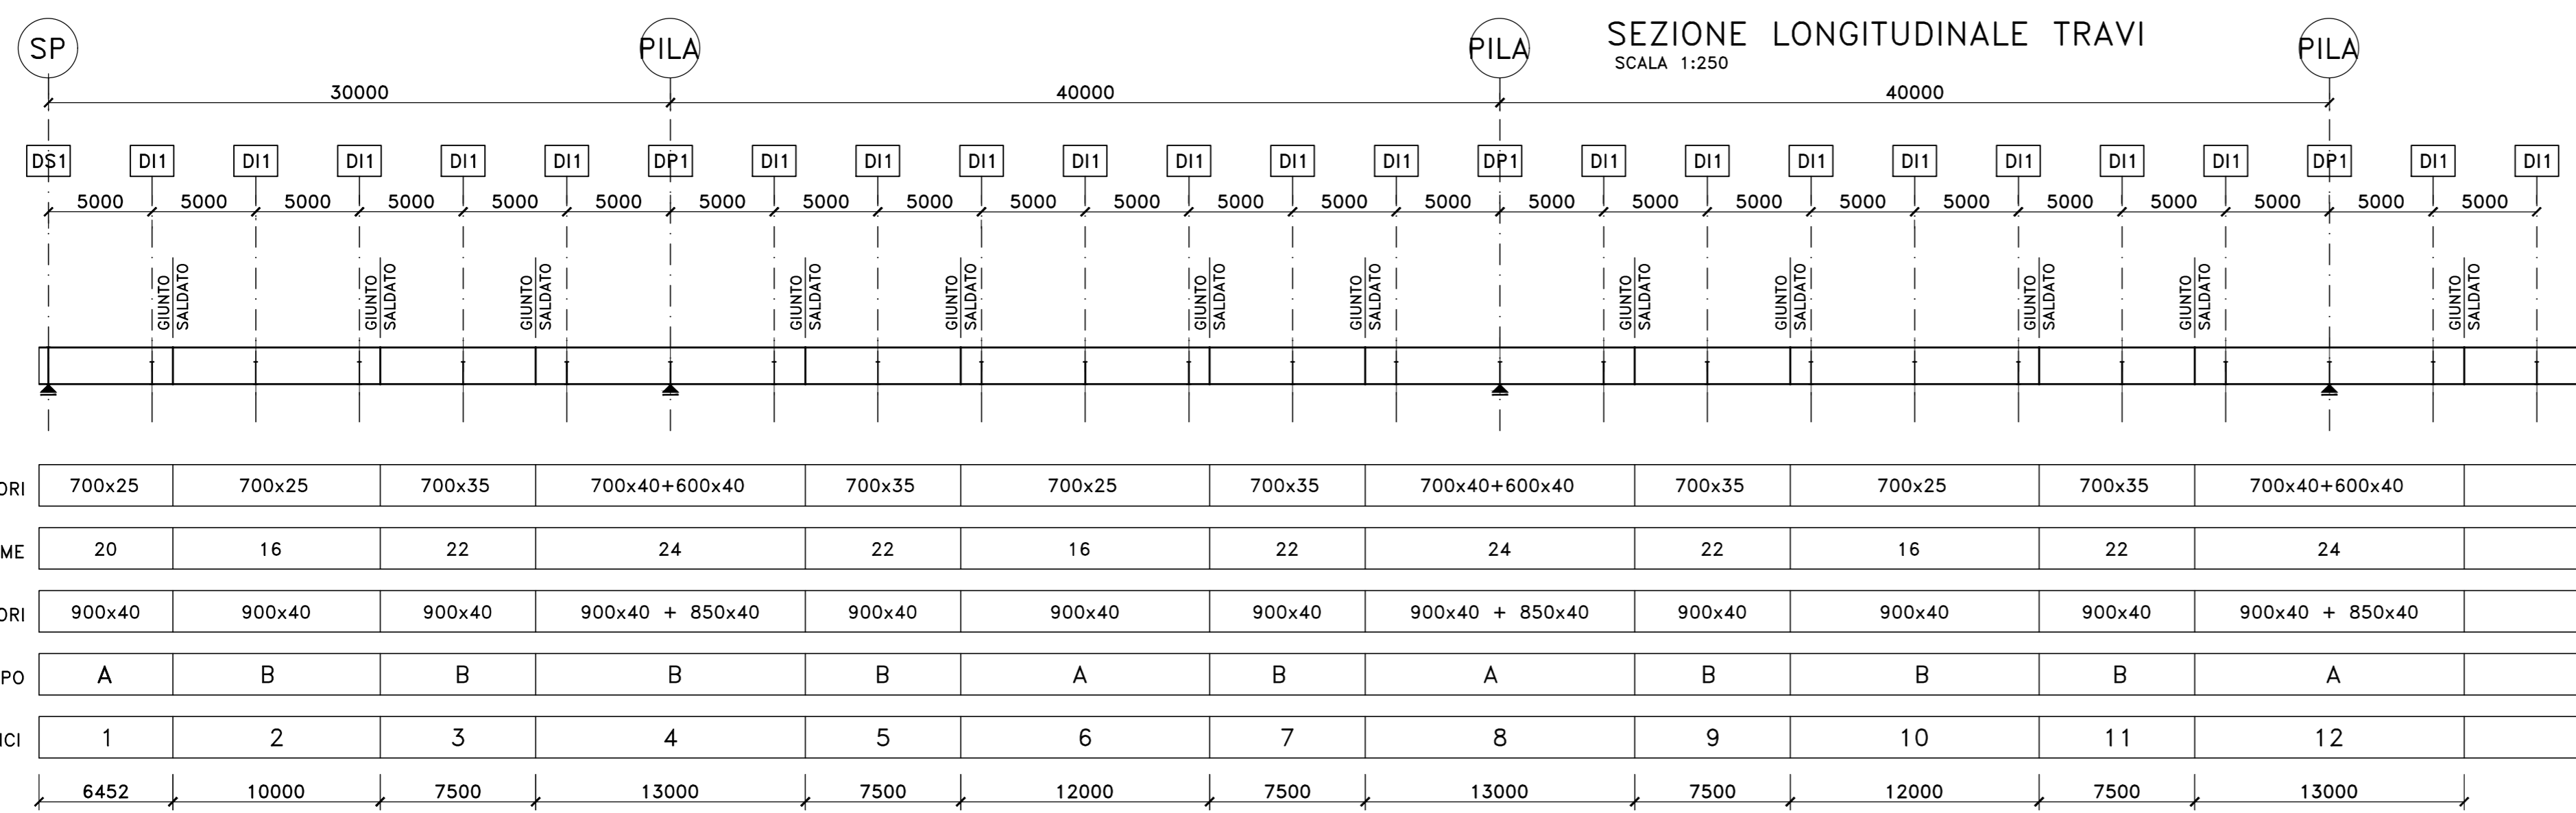 SP PILA PILA SEZIONE LONGITUDINALE TRAVI PILA
SCALA 1:250
30000 40000 40000
DS1 DI1 DI1 DI1 DI1 DI1 DP1 DI1 DI1 DI1 DI1 DI1 DI1 DI1 DP1 DI1 DI1 DI1 DI1 DI1 DI1 DI1 DP1 DI1 DI1
5000 5000 5000 5000 5000 5000 5000 5000 5000 5000 5000 5000 5000 5000 5000 5000 5000 5000 5000 5000 5000 5000 5000 5000
GIUNTO
SALDATO
GIUNTO
SALDATO
GIUNTO
SALDATO
GIUNTO
SALDATO
GIUNTO
SALDATO
GIUNTO
SALDATO
GIUNTO
SALDATO
GIUNTO
SALDATO
GIUNTO
SALDATO
GIUNTO
SALDATO
GIUNTO
SALDATO
GIUNTO
SALDATO
ORI 700x25 700x25 700x35 700x40+600x40 700x35 700x25 700x35 700x40+600x40 700x35 700x25 700x35 700x40+600x40
ME 20 16 22 24 22 16 22 24 22 16 22 24
ORI 900x40 900x40 900x40 900x40 + 850x40 900x40 900x40 900x40 900x40 + 850x40 900x40 900x40 900x40 900x40 + 850x40
PO A B B B B A B A B B B A
ICI 1 2 3 4 5 6 7 8 9 10 11 12
6452 10000 7500 13000 7500 12000 7500 13000 7500 12000 7500 13000